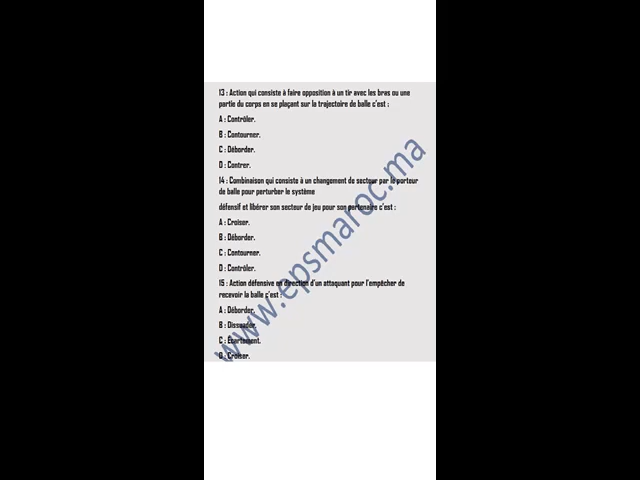 13 : Action qui consiste à faire opposition à un tir avec les bras ou une
partie du corps en se plaçant sur la trajectoire de balle c'est :
A : Contrôler.
B : Contourner.
C : Déborder.
D : Contrer.
14 : Combinaison qui consiste à un changement de secteur par le porteur
de balle pour perturber le système
défensif et libérer son secteur de jeu pour son partenaire c'est :
A : Croiser.
B : Déborder.
C : Contourner.
D : Contrôler.
15 : Action défensive en direction d'un attaquant pour l'empêcher de
recevoir la balle c'est :
A : Déborder.
B : Dissuader.
C : Écartement.
D : Croiser.
www.epsmaroc.ma